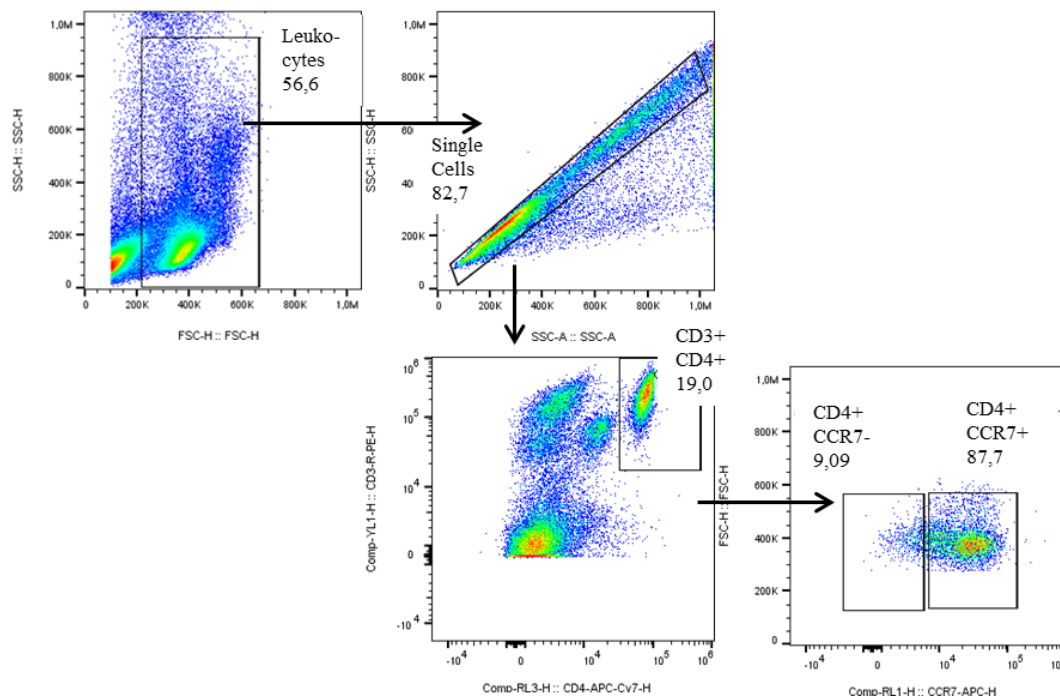 1,0M
800K
600K
400K
200K
0
SSC-H :: SSC-H
0 200K 400K 600K 800K 1,0M
FSC-H :: FSC-H
Leuko-
cytes
56,6
1,0M
800K
60
40
200K
0
SSC-H :: SSC-H
0 200K 400K 600K 800K 1,0M
SSC-A :: SSC-A
Single
Cells
82,7
10 6
10 5
10 4
0
-10 4
Comp-YL1-H :: CD3-R-PE-H
-10 4 0 10 4 10 5 10 6
Comp-RL3-H :: CD4-APC-Cy7-H
CD3+
CD4+
19,0
1,0M
800K
600K
400K
200K
0
FSC-H :: FSC-H
-10 4 0 10 4 10 5
Comp-RL1-H :: CCR7-APC-H
CD4+
CCR7-
9,09
CD4+
CCR7+
87,7